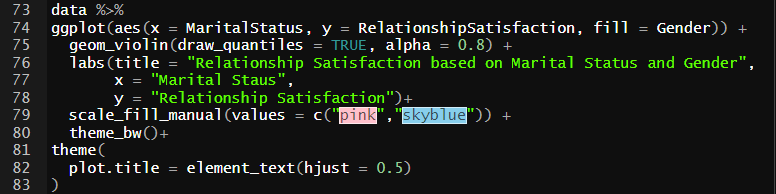 73 data %>%
74 ggplot(aes(x = MaritalStatus, y = RelationshipSatisfaction, fill = Gender)) +
75   geom_violin(draw_quantiles = TRUE, alpha = 0.8) +
76   labs(title = "Relationship Satisfaction based on Marital Status and Gender",
77        x = "Marital Staus",
78        y = "Relationship Satisfaction")+
79   scale_fill_manual(values = c("pink","skyblue")) +
80   theme_bw()+
81 theme(
82   plot.title = element_text(hjust = 0.5)
83 )